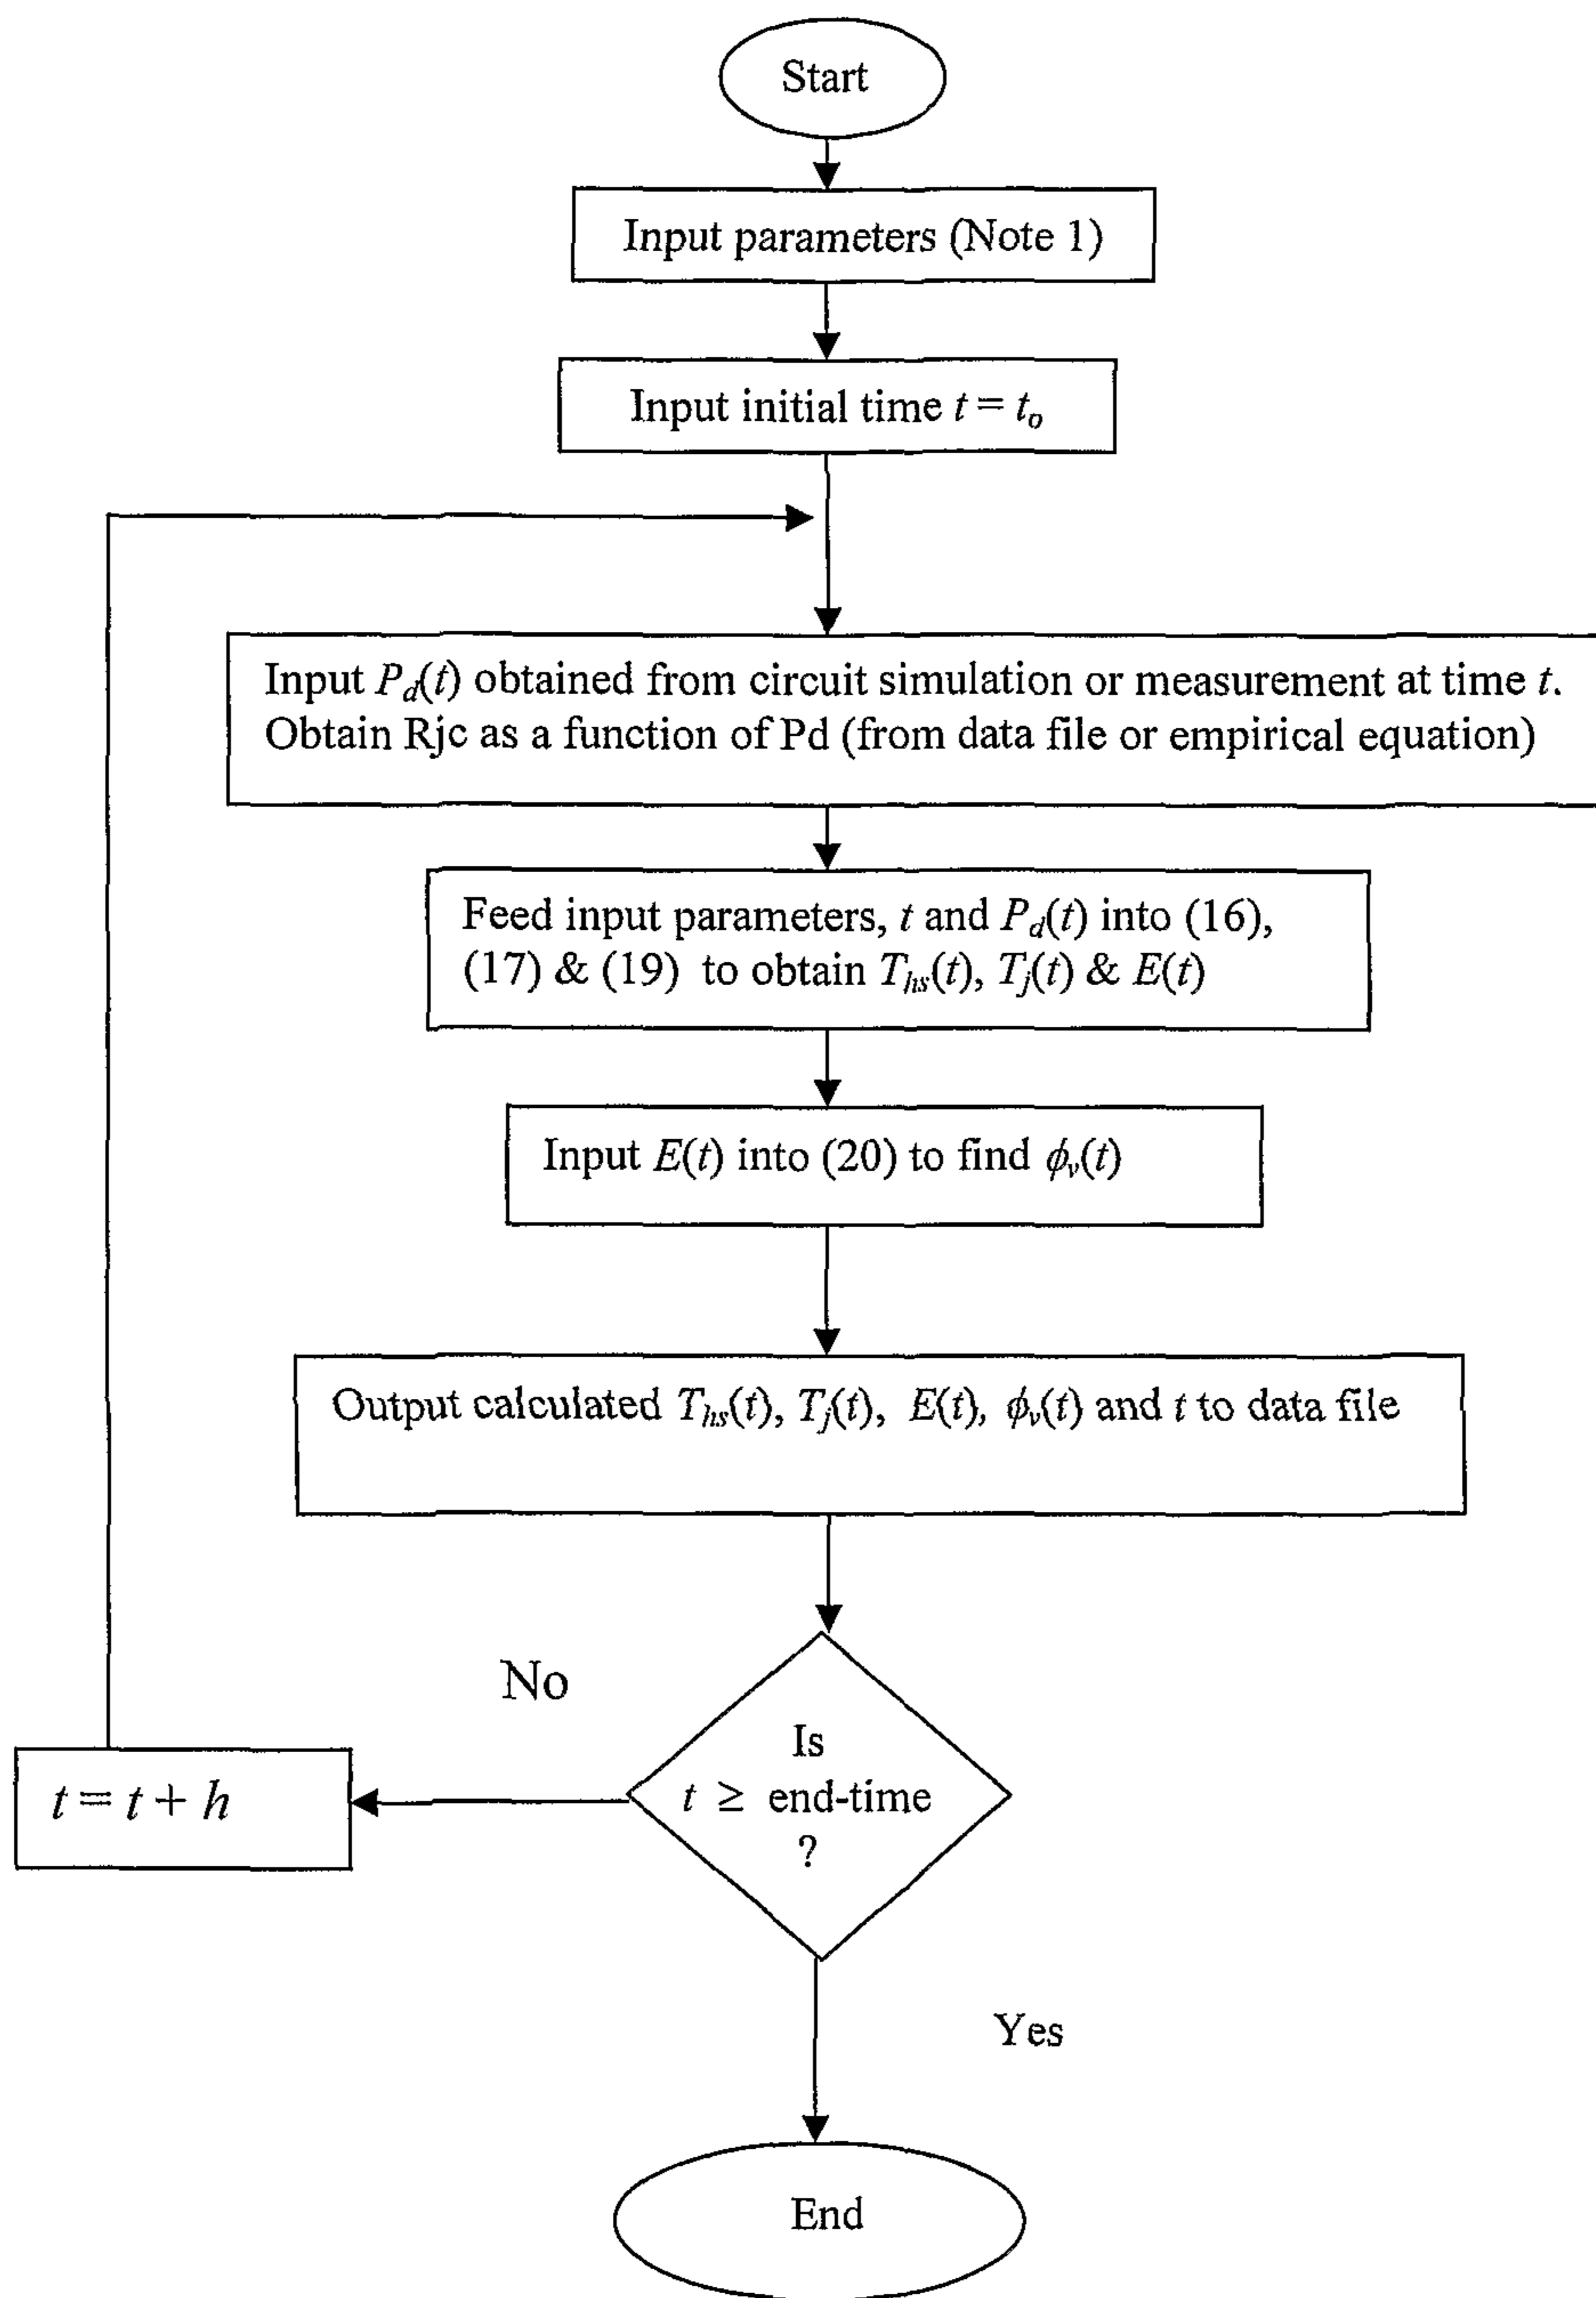 Start
Input parameters (Note 1)
Input initial time t = to
Input Pd(t) obtained from circuit simulation or measurement at time t.
Obtain Rjc as a function of Pd (from data file or empirical equation)
Feed input parameters, t and Pd(t) into (16),
(17) & (19) to obtain Ths(t), Tj(t) & E(t)
Input E(t) into (20) to find ϕv(t)
Output calculated Ths(t), Tj(t), E(t), ϕv(t) and t to data file
No
Is
t ≥ end-time
?
t = t + h
Yes
End